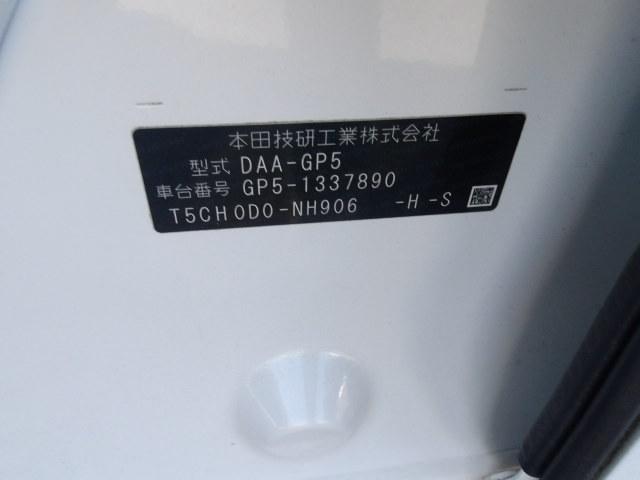 本田技研工業株式会社
型式 DAA-GP5
車台番号 GP5-1337890
T5CH0D0-NH906 -H -S